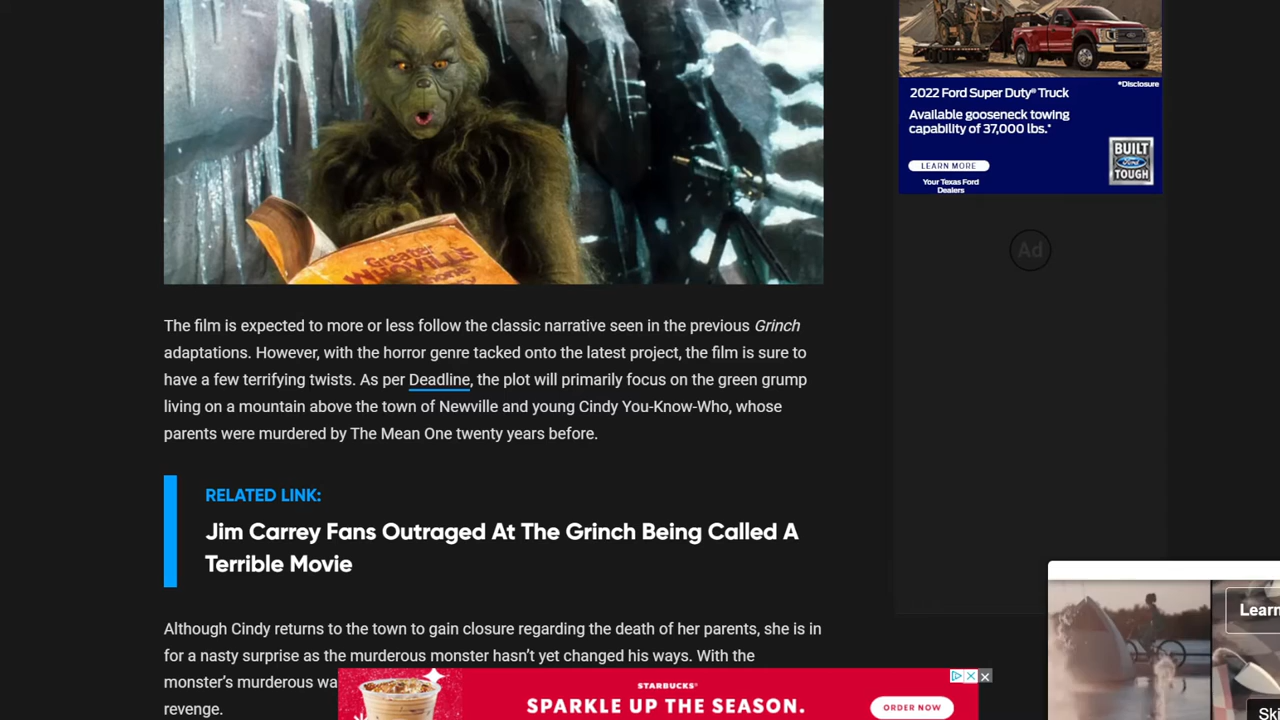 Greater
WHOVILLE
2022 Ford Super Duty® Truck
*Disclosure
Available gooseneck towing
capability of 37,000 lbs.*
LEARN MORE
Your Texas Ford
Dealers
BUILT
Ford
TOUGH
Ad
The film is expected to more or less follow the classic narrative seen in the previous Grinch
adaptations. However, with the horror genre tacked onto the latest project, the film is sure to
have a few terrifying twists. As per Deadline, the plot will primarily focus on the green grump
living on a mountain above the town of Newville and young Cindy You-Know-Who, whose
parents were murdered by The Mean One twenty years before.
RELATED LINK:
Jim Carrey Fans Outraged At The Grinch Being Called A
Terrible Movie
Although Cindy returns to the town to gain closure regarding the death of her parents, she is in
for a nasty surprise as the murderous monster hasn't yet changed his ways. With the
monster's murderous
revenge.
STARBUCKS®
SPARKLE UP THE SEASON.
ORDER NOW
Learn